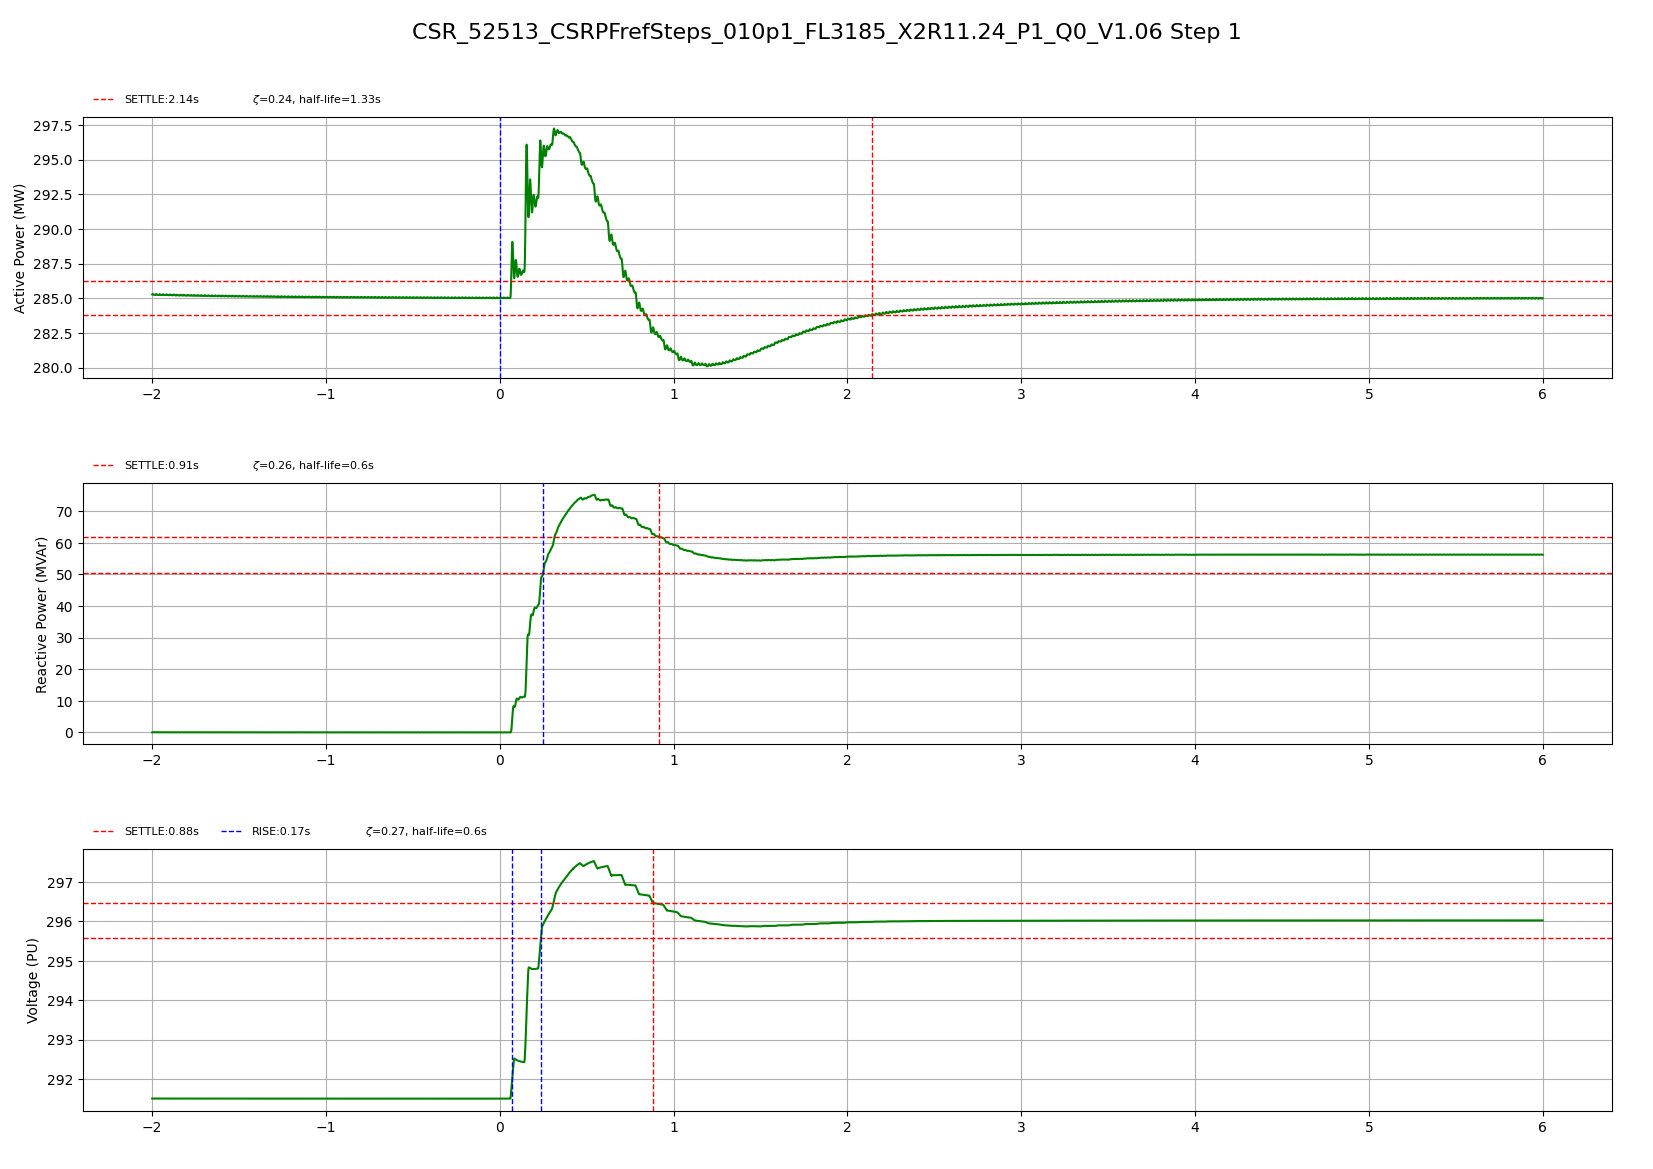 CSR_52513_CSRPFrefSteps_010p1_FL3185_X2R11.24_P1_Q0_V1.06 Step 1
SETTLE:2.14s ζ=0.24, half-life=1.33s
Active Power (MW)
297.5
295.0
292.5
290.0
287.5
285.0
282.5
280.0
−2 −1 0 1 2 3 4 5 6
SETTLE:0.91s ζ=0.26, half-life=0.6s
Reactive Power (MVAr)
70
60
50
40
30
20
10
0
−2 −1 0 1 2 3 4 5 6
SETTLE:0.88s RISE:0.17s ζ=0.27, half-life=0.6s
Voltage (PU)
297
296
295
294
293
292
−2 −1 0 1 2 3 4 5 6